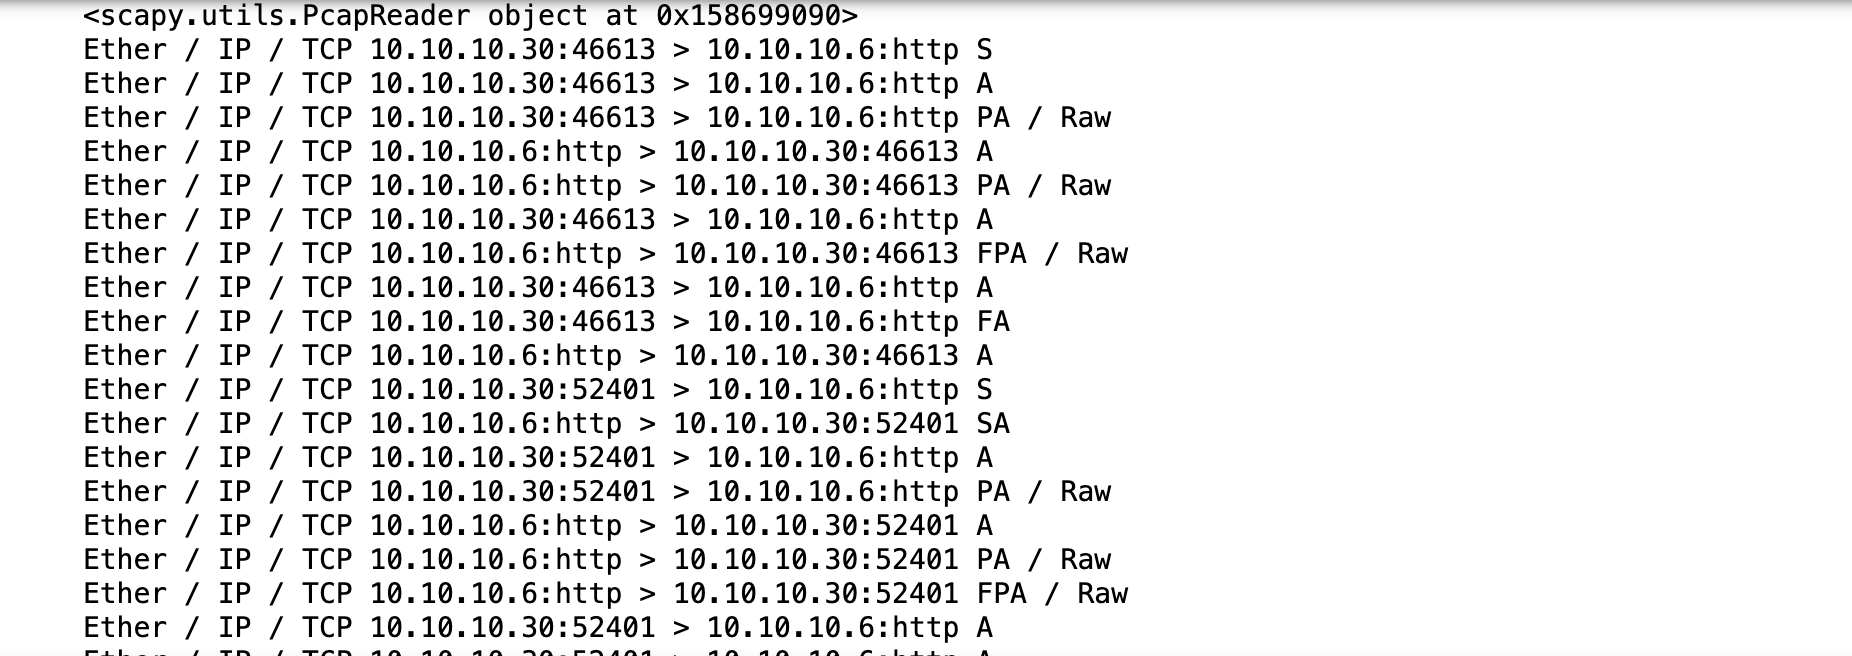 <scapy.utils.PcapReader object at 0x158699090>
Ether / IP / TCP 10.10.10.30:46613 > 10.10.10.6:http S
Ether / IP / TCP 10.10.10.30:46613 > 10.10.10.6:http A
Ether / IP / TCP 10.10.10.30:46613 > 10.10.10.6:http PA / Raw
Ether / IP / TCP 10.10.10.6:http > 10.10.10.30:46613 A
Ether / IP / TCP 10.10.10.6:http > 10.10.10.30:46613 PA / Raw
Ether / IP / TCP 10.10.10.30:46613 > 10.10.10.6:http A
Ether / IP / TCP 10.10.10.6:http > 10.10.10.30:46613 FPA / Raw
Ether / IP / TCP 10.10.10.30:46613 > 10.10.10.6:http A
Ether / IP / TCP 10.10.10.30:46613 > 10.10.10.6:http FA
Ether / IP / TCP 10.10.10.6:http > 10.10.10.30:46613 A
Ether / IP / TCP 10.10.10.30:52401 > 10.10.10.6:http S
Ether / IP / TCP 10.10.10.6:http > 10.10.10.30:52401 SA
Ether / IP / TCP 10.10.10.30:52401 > 10.10.10.6:http A
Ether / IP / TCP 10.10.10.30:52401 > 10.10.10.6:http PA / Raw
Ether / IP / TCP 10.10.10.6:http > 10.10.10.30:52401 A
Ether / IP / TCP 10.10.10.6:http > 10.10.10.30:52401 PA / Raw
Ether / IP / TCP 10.10.10.6:http > 10.10.10.30:52401 FPA / Raw
Ether / IP / TCP 10.10.10.30:52401 > 10.10.10.6:http A